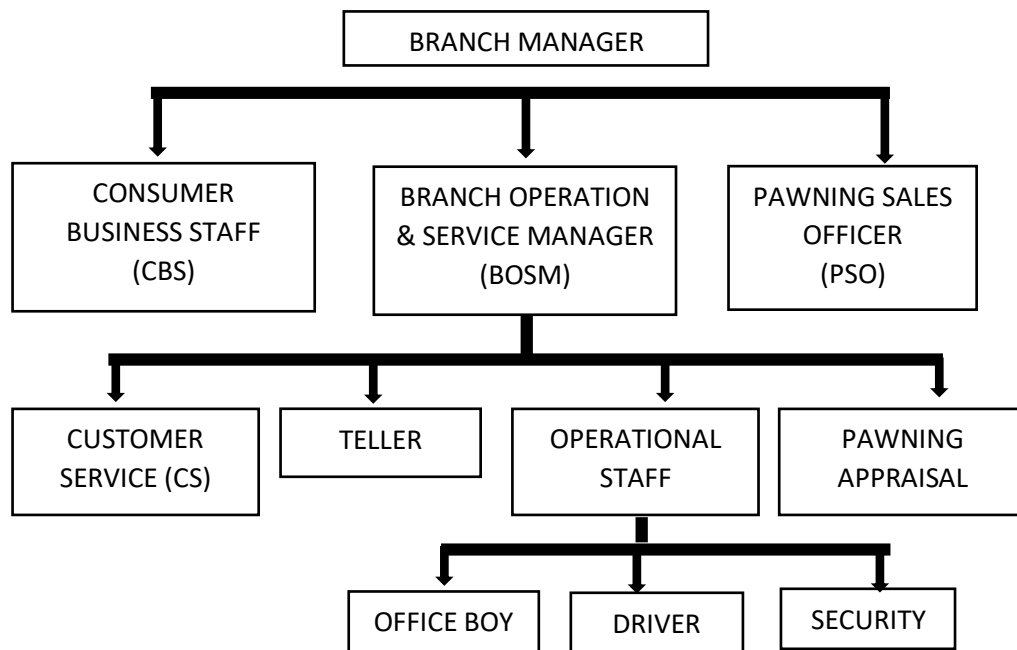 BRANCH MANAGER
CONSUMER
BUSINESS STAFF
(CBS)
BRANCH OPERATION
& SERVICE MANAGER
(BOSM)
PAWNING SALES
OFFICER
(PSO)
CUSTOMER
SERVICE (CS)
TELLER
OPERATIONAL
STAFF
PAWNING
APPRAISAL
OFFICE BOY
DRIVER
SECURITY